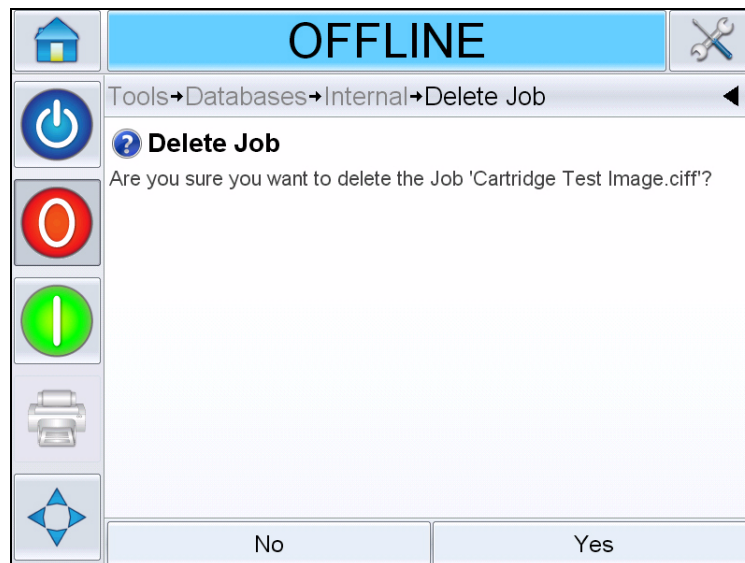 OFFLINE
Tools→Databases→Internal→Delete Job
Delete Job
Are you sure you want to delete the Job 'Cartridge Test Image.ciff'?
No
Yes